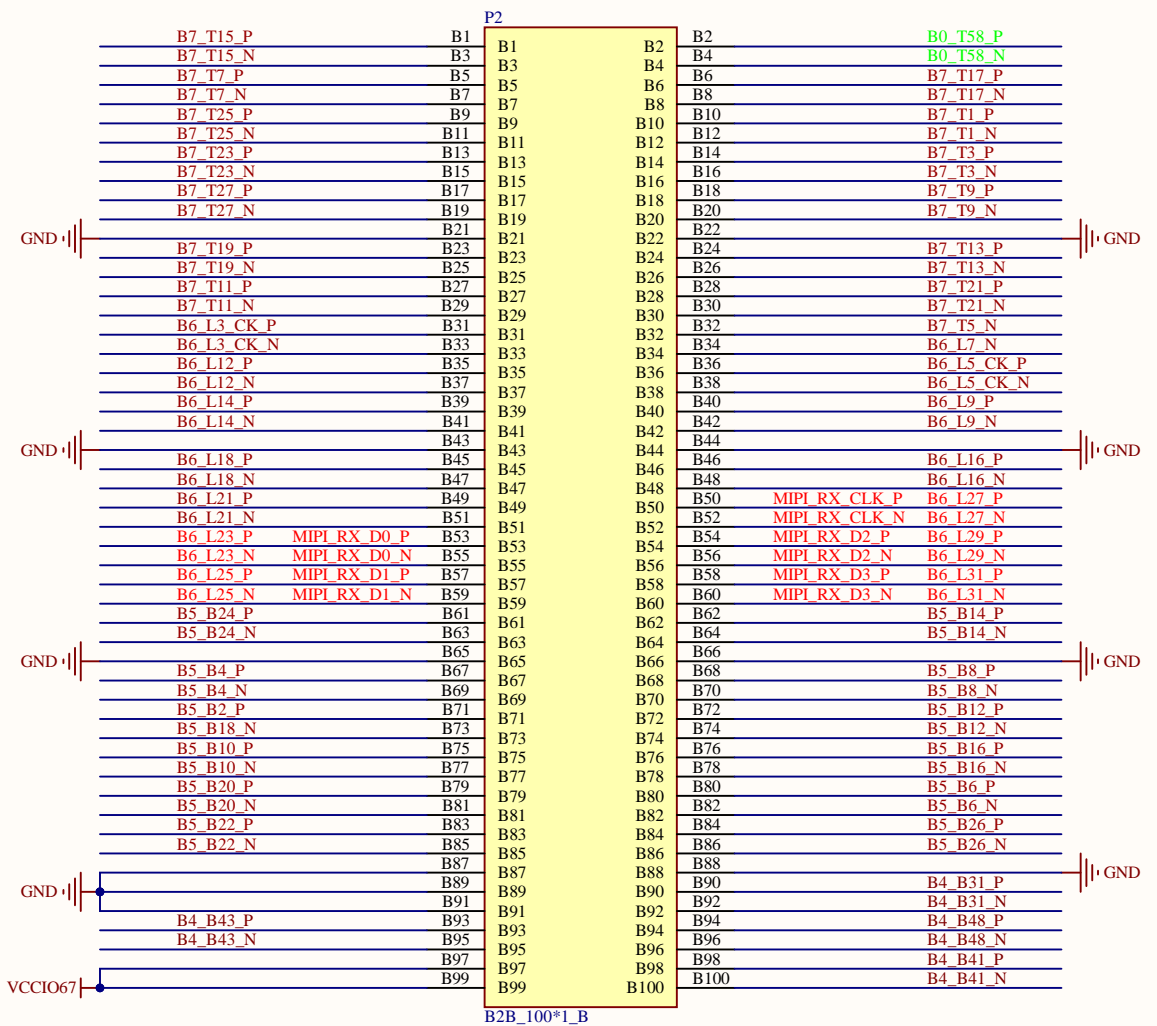 P2
B7_T15_P B1 B1 B2 B2 B0_T58_P
B7_T15_N B3 B3 B4 B4 B0_T58_N
B7_T7_P B5 B5 B6 B6 B7_T17_P
B7_T7_N B7 B7 B8 B8 B7_T17_N
B7_T25_P B9 B9 B10 B10 B7_T1_P
B7_T25_N B11 B11 B12 B12 B7_T1_N
B7_T23_P B13 B13 B14 B14 B7_T3_P
B7_T23_N B15 B15 B16 B16 B7_T3_N
B7_T27_P B17 B17 B18 B18 B7_T9_P
B7_T27_N B19 B19 B20 B20 B7_T9_N
GND B21 B21 B22 B22 GND
B7_T19_P B23 B23 B24 B24 B7_T13_P
B7_T19_N B25 B25 B26 B26 B7_T13_N
B7_T11_P B27 B27 B28 B28 B7_T21_P
B7_T11_N B29 B29 B30 B30 B7_T21_N
B6_L3_CK_P B31 B31 B32 B32 B7_T5_N
B6_L3_CK_N B33 B33 B34 B34 B6_L7_N
B6_L12_P B35 B35 B36 B36 B6_L5_CK_P
B6_L12_N B37 B37 B38 B38 B6_L5_CK_N
B6_L14_P B39 B39 B40 B40 B6_L9_P
B6_L14_N B41 B41 B42 B42 B6_L9_N
GND B43 B43 B44 B44 GND
B6_L18_P B45 B45 B46 B46 B6_L16_P
B6_L18_N B47 B47 B48 B48 B6_L16_N
B6_L21_P B49 B49 B50 B50 MIPI_RX_CLK_P B6_L27_P
B6_L21_N B51 B51 B52 B52 MIPI_RX_CLK_N B6_L27_N
B6_L23_P MIPI_RX_D0_P B53 B53 B54 B54 MIPI_RX_D2_P B6_L29_P
B6_L23_N MIPI_RX_D0_N B55 B55 B56 B56 MIPI_RX_D2_N B6_L29_N
B6_L25_P MIPI_RX_D1_P B57 B57 B58 B58 MIPI_RX_D3_P B6_L31_P
B6_L25_N MIPI_RX_D1_N B59 B59 B60 B60 MIPI_RX_D3_N B6_L31_N
B5_B24_P B61 B61 B62 B62 B5_B14_P
B5_B24_N B63 B63 B64 B64 B5_B14_N
GND B65 B65 B66 B66 GND
B5_B4_P B67 B67 B68 B68 B5_B8_P
B5_B4_N B69 B69 B70 B70 B5_B8_N
B5_B2_P B71 B71 B72 B72 B5_B12_P
B5_B18_N B73 B73 B74 B74 B5_B12_N
B5_B10_P B75 B75 B76 B76 B5_B16_P
B5_B10_N B77 B77 B78 B78 B5_B16_N
B5_B20_P B79 B79 B80 B80 B5_B6_P
B5_B20_N B81 B81 B82 B82 B5_B6_N
B5_B22_P B83 B83 B84 B84 B5_B26_P
B5_B22_N B85 B85 B86 B86 B5_B26_N
B87 B87 B88 B88 GND
GND B89 B89 B90 B90 B4_B31_P
B91 B91 B92 B92 B4_B31_N
B4_B43_P B93 B93 B94 B94 B4_B48_P
B4_B43_N B95 B95 B96 B96 B4_B48_N
B97 B97 B98 B98 B4_B41_P
VCCIO67 B99 B99 B100 B100 B4_B41_N
B2B_100*1_B